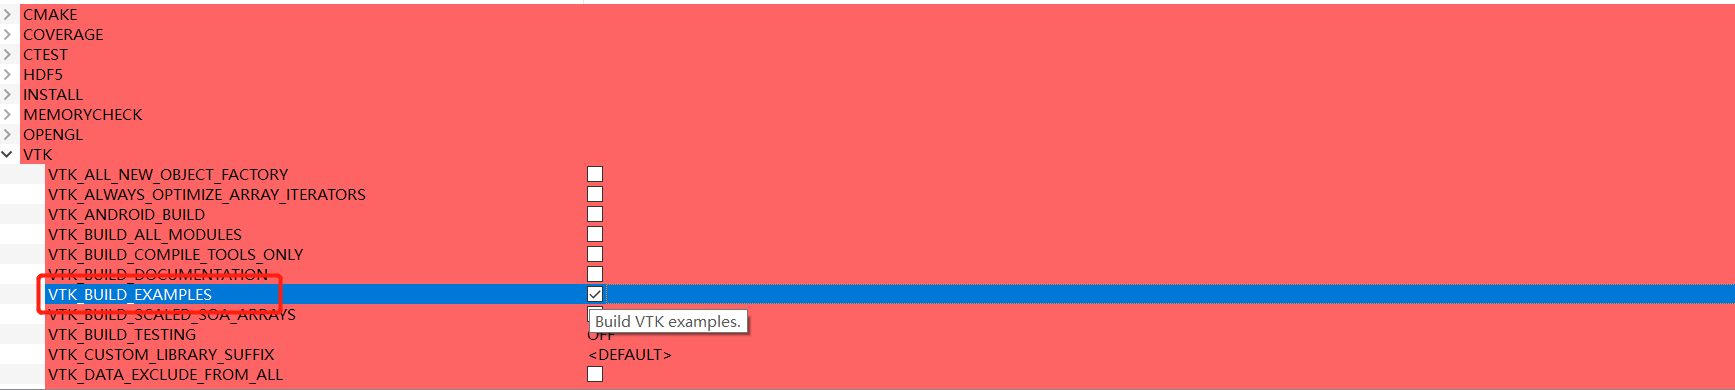 CMAKE
COVERAGE
CTEST
HDF5
INSTALL
MEMORYCHECK
OPENGL
VTK
VTK_ALL_NEW_OBJECT_FACTORY
VTK_ALWAYS_OPTIMIZE_ARRAY_ITERATORS
VTK_ANDROID_BUILD
VTK_BUILD_ALL_MODULES
VTK_BUILD_COMPILE_TOOLS_ONLY
VTK_BUILD_DOCUMENTATION
VTK_BUILD_EXAMPLES
VTK_BUILD_SCALED_SOA_ARRAYS
Build VTK examples.
VTK_BUILD_TESTING OFF
VTK_CUSTOM_LIBRARY_SUFFIX <DEFAULT>
VTK_DATA_EXCLUDE_FROM_ALL